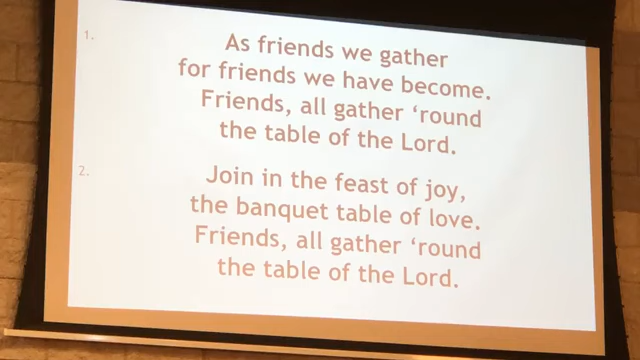 1.
As friends we gather
for friends we have become.
Friends, all gather ‘round
the table of the Lord.
2.
Join in the feast of joy,
the banquet table of love.
Friends, all gather ‘round
the table of the Lord.